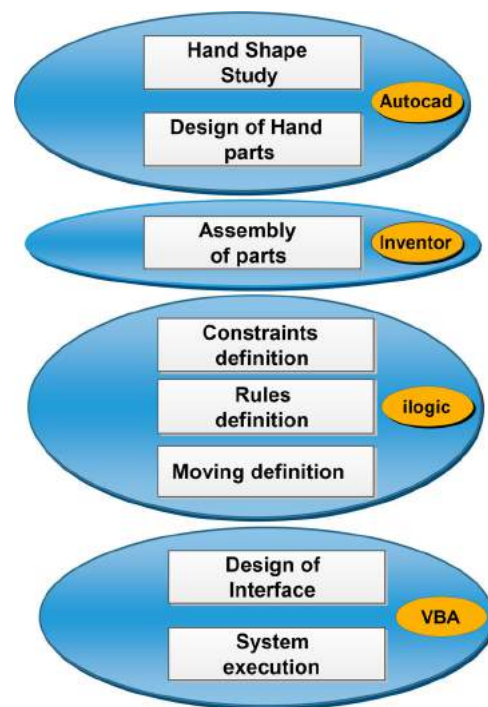 Hand Shape
Study
Autocad
Design of Hand
parts
Assembly
of parts
Inventor
Constraints
definition
Rules
definition
ilogic
Moving definition
Design of
Interface
VBA
System
execution